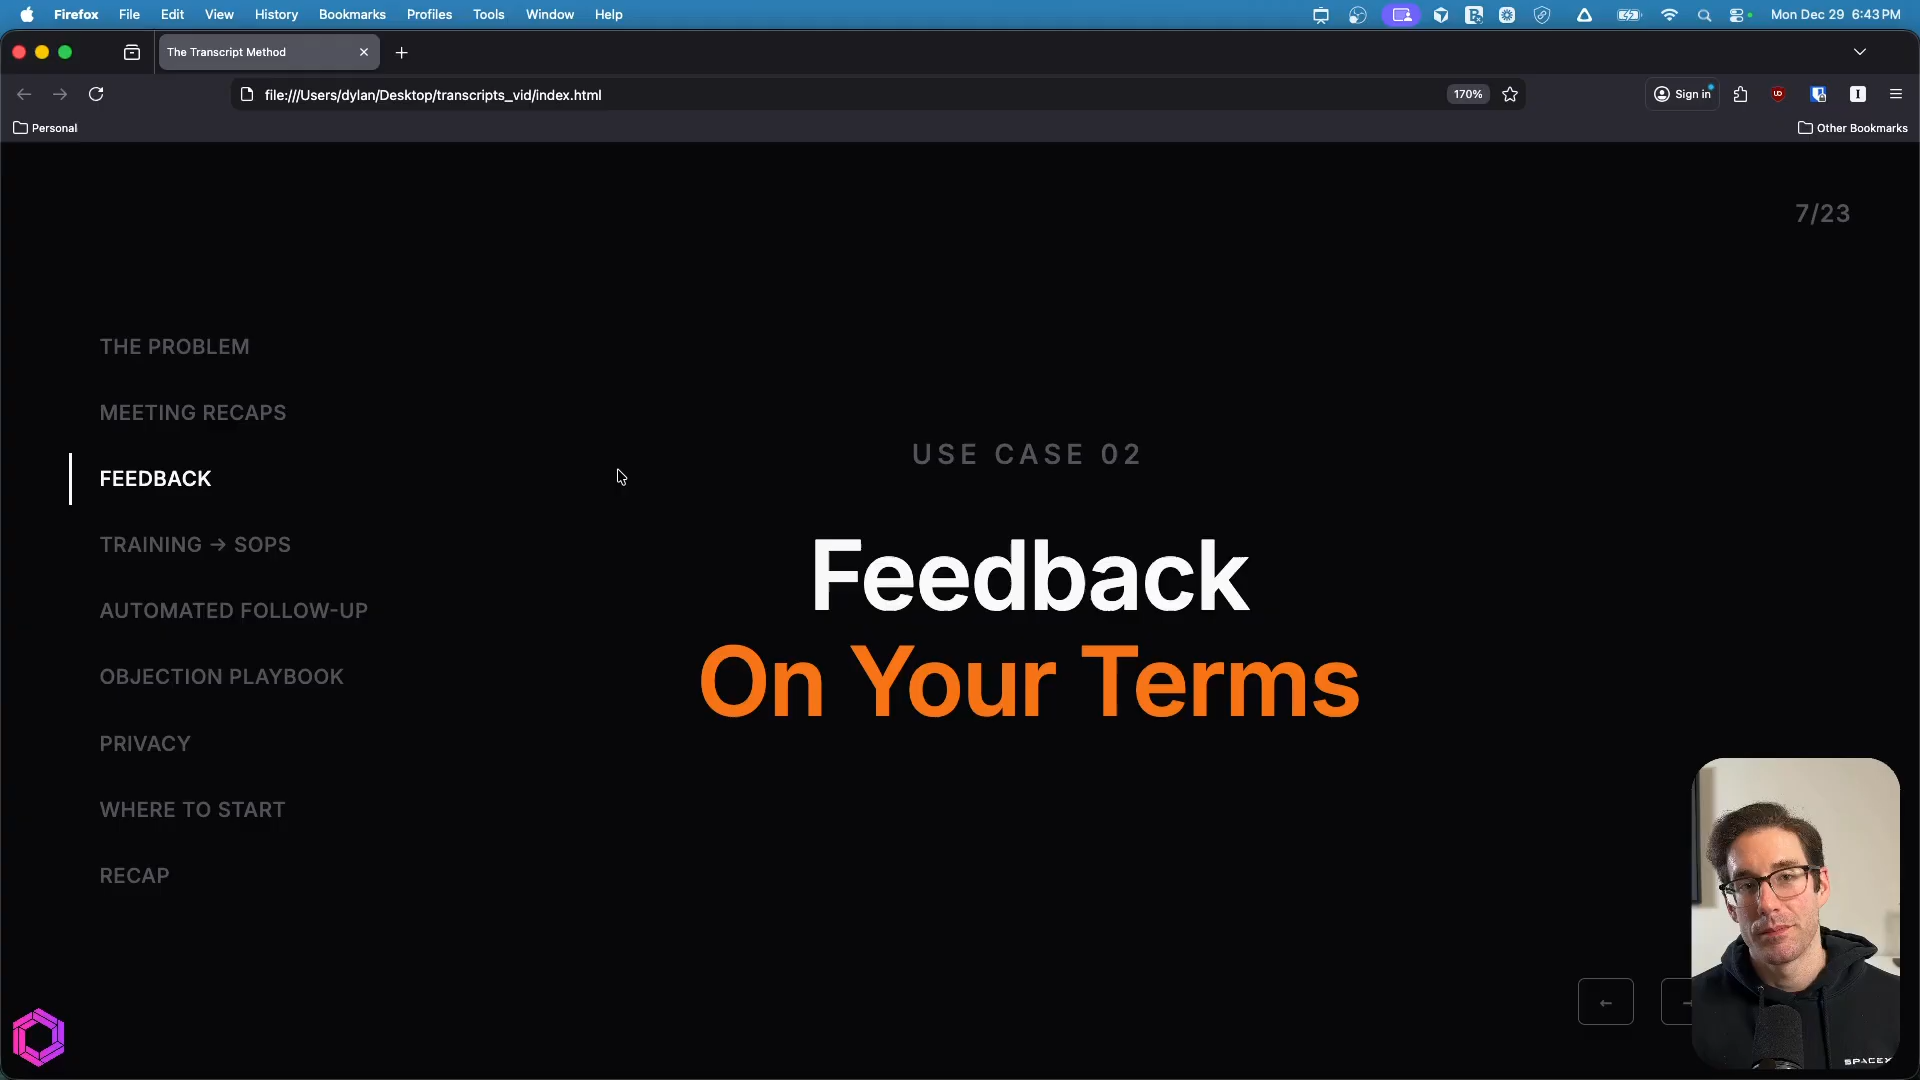 Firefox File Edit View History Bookmarks Profiles Tools Window Help Mon Dec 29 6:43 PM
The Transcript Method
file:///Users/dylan/Desktop/transcripts_vid/index.html 170% Sign in
Personal Other Bookmarks
7/23
THE PROBLEM
MEETING RECAPS
FEEDBACK
TRAINING → SOPS
AUTOMATED FOLLOW-UP
OBJECTION PLAYBOOK
PRIVACY
WHERE TO START
RECAP
USE CASE 02
Feedback
On Your Terms
SPACEX